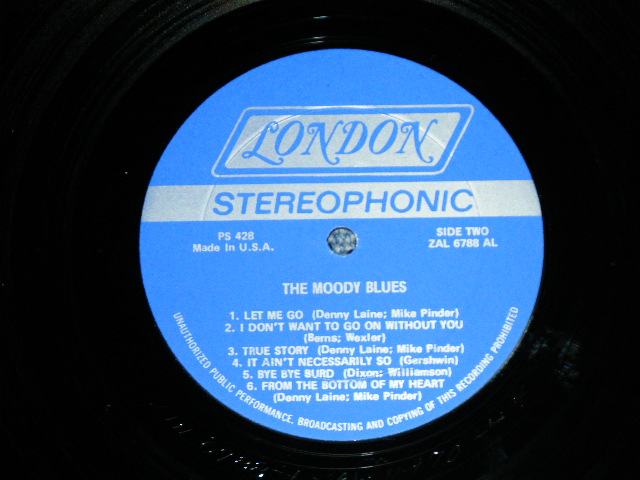 LONDON
STEREOPHONIC
PS 428
Made In U.S.A.
SIDE TWO
ZAL 6788 AL
THE MOODY BLUES
1. LET ME GO (Denny Laine; Mike Pinder)
2. I DON'T WANT TO GO ON WITHOUT YOU
(Berns; Wexler)
3. TRUE STORY (Denny Laine; Mike Pinder)
4. IT AIN'T NECESSARILY SO (Gershwin)
5. BYE BYE BURD (Dixon; Williamson)
6. FROM THE BOTTOM OF MY HEART
(Denny Laine; Mike Pinder)
UNAUTHORIZED PUBLIC PERFORMANCE, BROADCASTING AND COPYING OF THIS RECORDING PROHIBITED